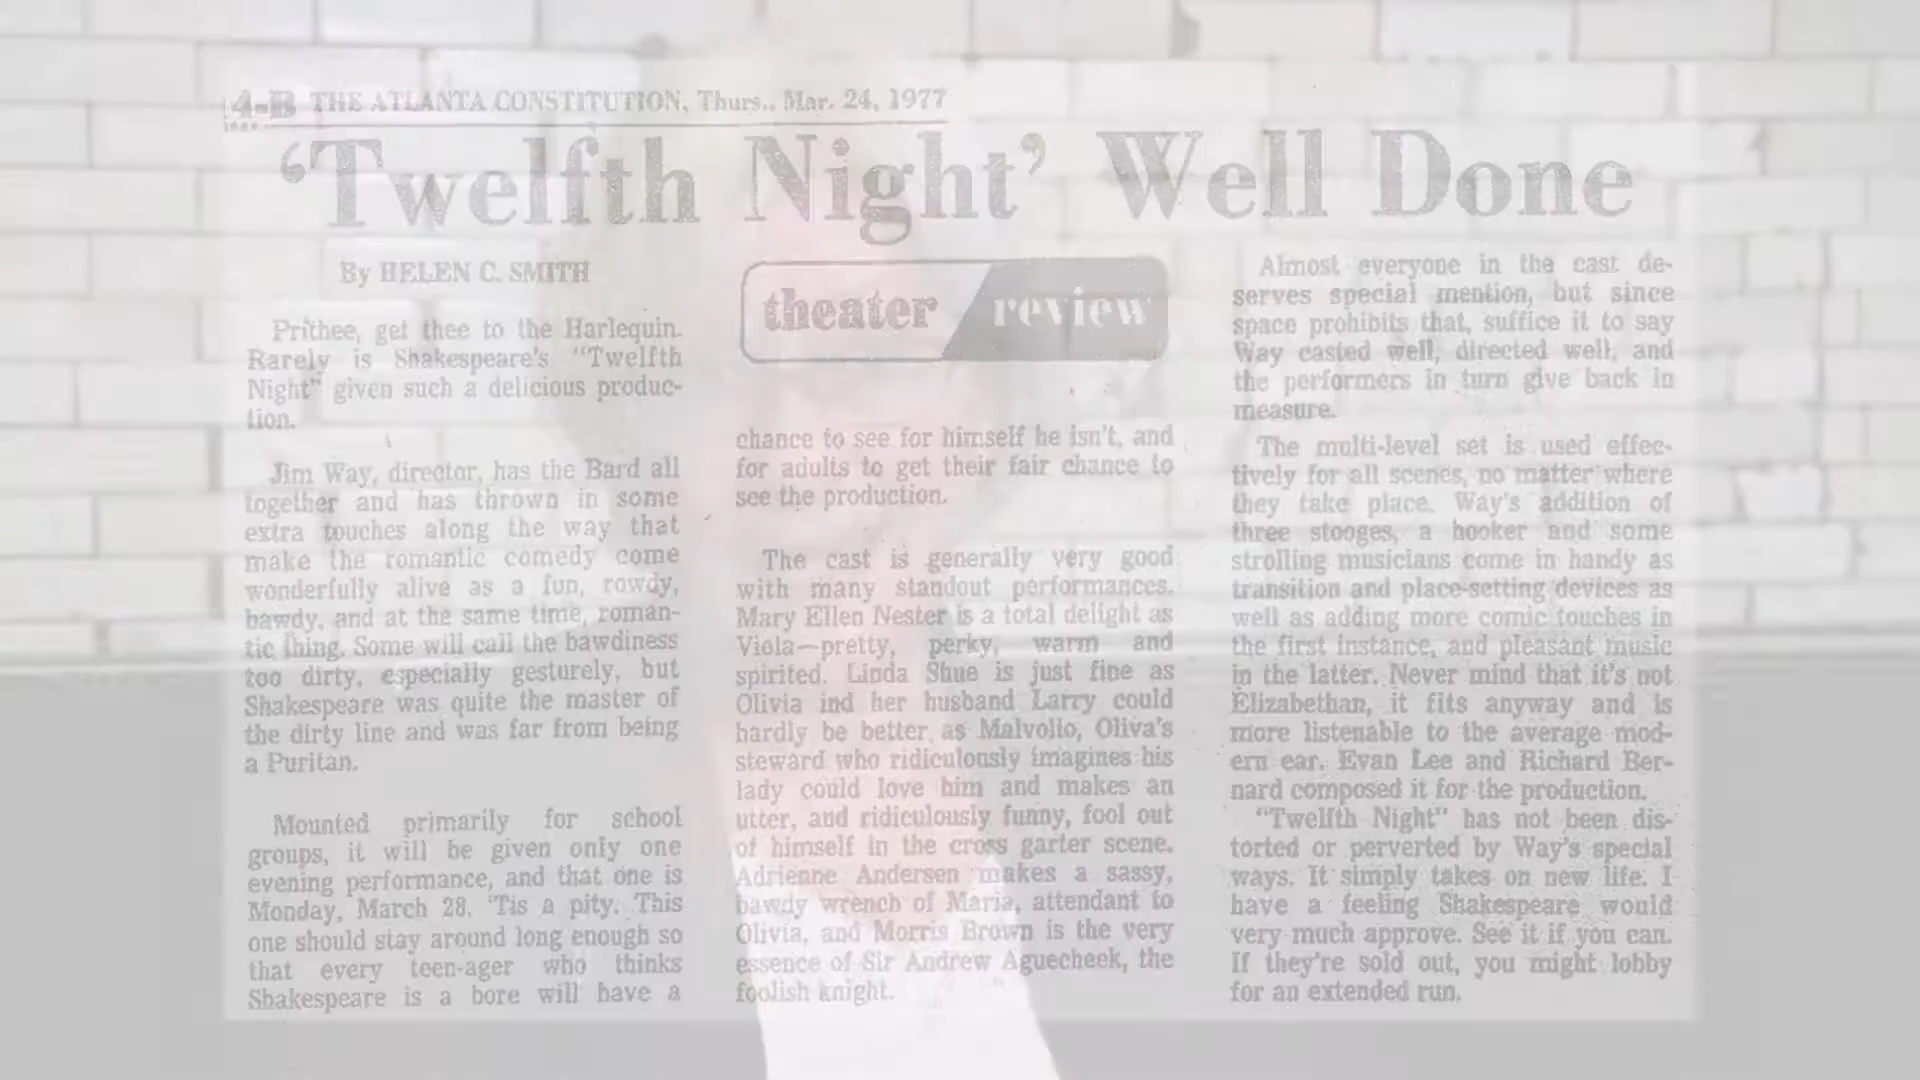 4-B THE ATLANTA CONSTITUTION, Thurs., Mar. 24, 1977
'Twelfth Night' Well Done
By HELEN C. SMITH
Prithee, get thee to the Harlequin.
Rarely is Shakespeare's "Twelfth
Night" given such a delicious produc-
tion.
Jim Way, director, has the Bard all
together and has thrown in some
extra touches along the way that
make the romantic comedy come
wonderfully alive as a fun, rowdy,
bawdy, and at the same time, roman-
tic thing. Some will call the bawdiness
too dirty, especially gesturely, but
Shakespeare was quite the master of
the dirty line and was far from being
a Puritan.
Mounted primarily for school
groups, it will be given only one
evening performance, and that one is
Monday, March 28. 'Tis a pity. This
one should stay around long enough so
that every teen-ager who thinks
Shakespeare is a bore will have a
theater review
chance to see for himself he isn't, and
for adults to get their fair chance to
see the production.
The cast is generally very good
with many standout performances.
Mary Ellen Nester is a total delight as
Viola—pretty, perky, warm and
spirited. Linda Shue is just fine as
Olivia ind her husband Larry could
hardly be better as Malvolio, Oliva's
steward who ridiculously imagines his
lady could love him and makes an
utter, and ridiculously funny, fool out
of himself in the cross garter scene.
Adrienne Andersen makes a sassy,
bawdy wrench of Maria, attendant to
Olivia, and Morris Brown is the very
essence of Sir Andrew Aguecheek, the
foolish knight.
Almost everyone in the cast de-
serves special mention, but since
space prohibits that, suffice it to say
Way casted well, directed well, and
the performers in turn give back in
measure.
The multi-level set is used effec-
tively for all scenes, no matter where
they take place. Way's addition of
three stooges, a hooker and some
strolling musicians come in handy as
transition and place-setting devices as
well as adding more comic touches in
the first instance, and pleasant music
in the latter. Never mind that it's not
Elizabethan, it fits anyway and is
more listenable to the average mod-
ern ear. Evan Lee and Richard Ber-
nard composed it for the production.
"Twelfth Night" has not been dis-
torted or perverted by Way's special
ways. It simply takes on new life. I
have a feeling Shakespeare would
very much approve. See it if you can.
If they're sold out, you might lobby
for an extended run.